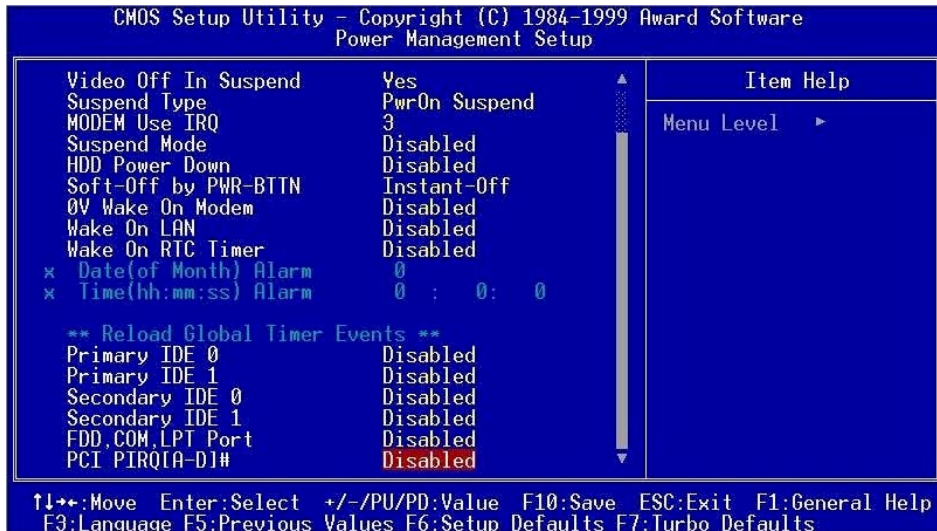 CMOS Setup Utility - Copyright (C) 1984-1999 Award Software
Power Management Setup
Video Off In Suspend Yes
Suspend Type PwrOn Suspend
MODEM Use IRQ 3
Suspend Mode Disabled
HDD Power Down Disabled
Soft-Off by PWR-BTTN Instant-Off
0V Wake On Modem Disabled
Wake On LAN Disabled
Wake On RTC Timer Disabled
x Date(of Month) Alarm 0
x Time(hh:mm:ss) Alarm 0 : 0: 0
** Reload Global Timer Events **
Primary IDE 0 Disabled
Primary IDE 1 Disabled
Secondary IDE 0 Disabled
Secondary IDE 1 Disabled
FDD,COM,LPT Port Disabled
PCI PIRQ[A-D]# Disabled
Item Help
Menu Level ►
↑↓→←:Move Enter:Select +/-/PU/PD:Value F10:Save ESC:Exit F1:General Help
F3:Language F5:Previous Values F6:Setup Defaults F7:Turbo Defaults